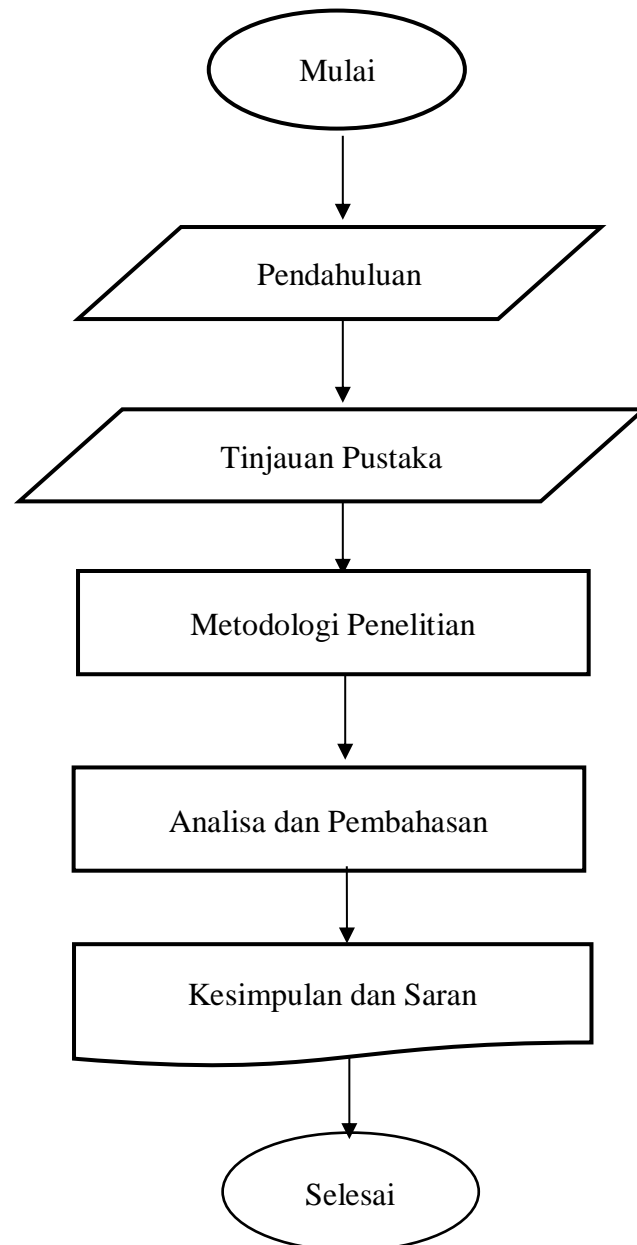 Mulai
Pendahuluan
Tinjauan Pustaka
Metodologi Penelitian
Analisa dan Pembahasan
Kesimpulan dan Saran
Selesai